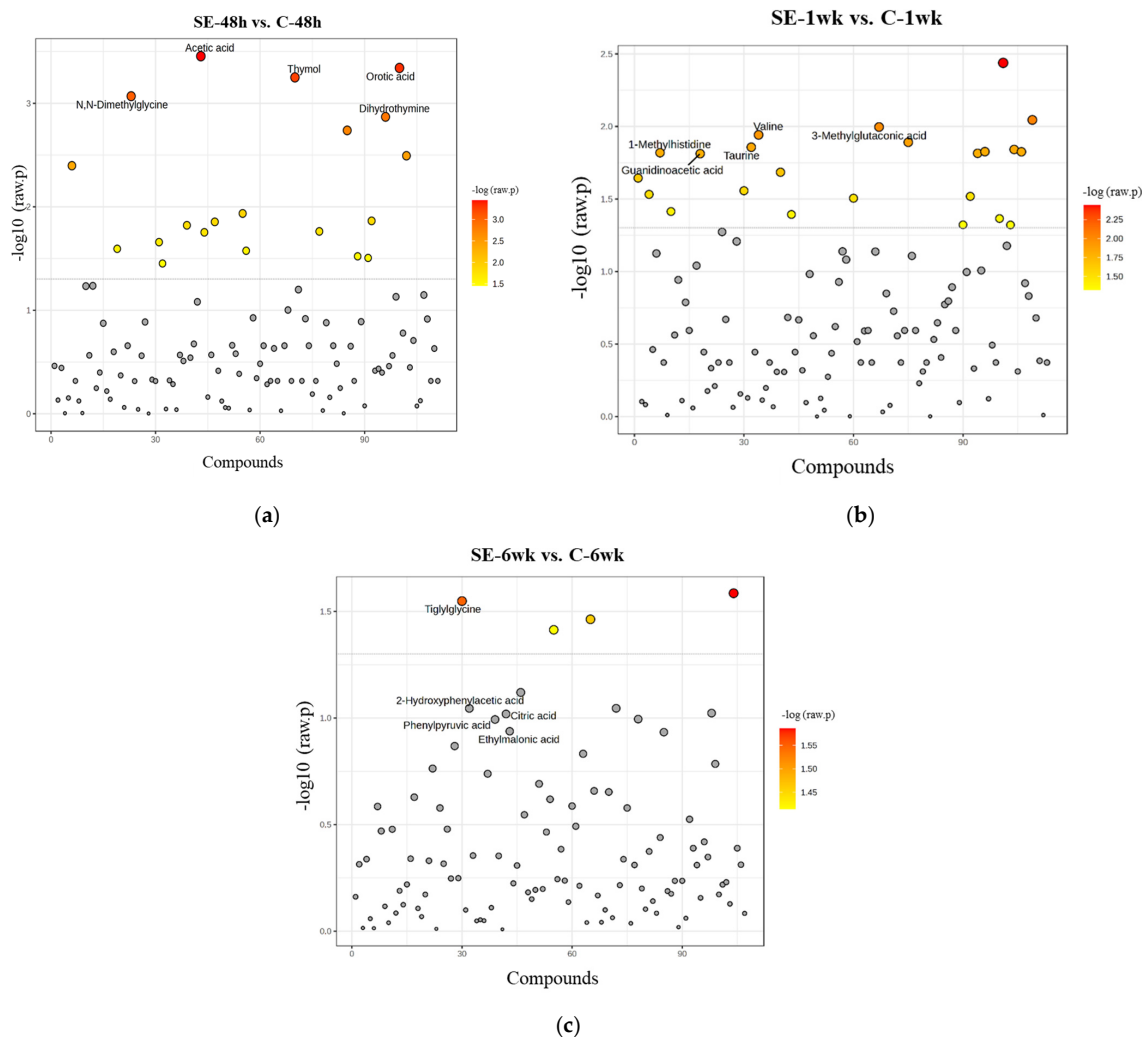 SE-48h vs. C-48h
Acetic acid
Thymol
Orotic acid
N,N-Dimethylglycine
Dihydrothymine
-log10 (raw.p)
3
2
1
0
0
30
60
90
Compounds
-log (raw.p)
3.0
2.5
2.0
1.5
(a)
SE-1wk vs. C-1wk
Valine
1-Methylhistidine
3-Methylglutaconic acid
Taurine
Guanidinoacetic acid
-log10 (raw.p)
2.5
2.0
1.5
1.0
0.5
0.0
0
30
60
90
Compounds
-log (raw.p)
2.25
2.00
1.75
1.50
(b)
SE-6wk vs. C-6wk
Tiglylglycine
2-Hydroxyphenylacetic acid
Citric acid
Phenylpyruvic acid
Ethylmalonic acid
-log10 (raw.p)
1.5
1.0
0.5
0.0
0
30
60
90
Compounds
-log (raw.p)
1.55
1.50
1.45
(c)